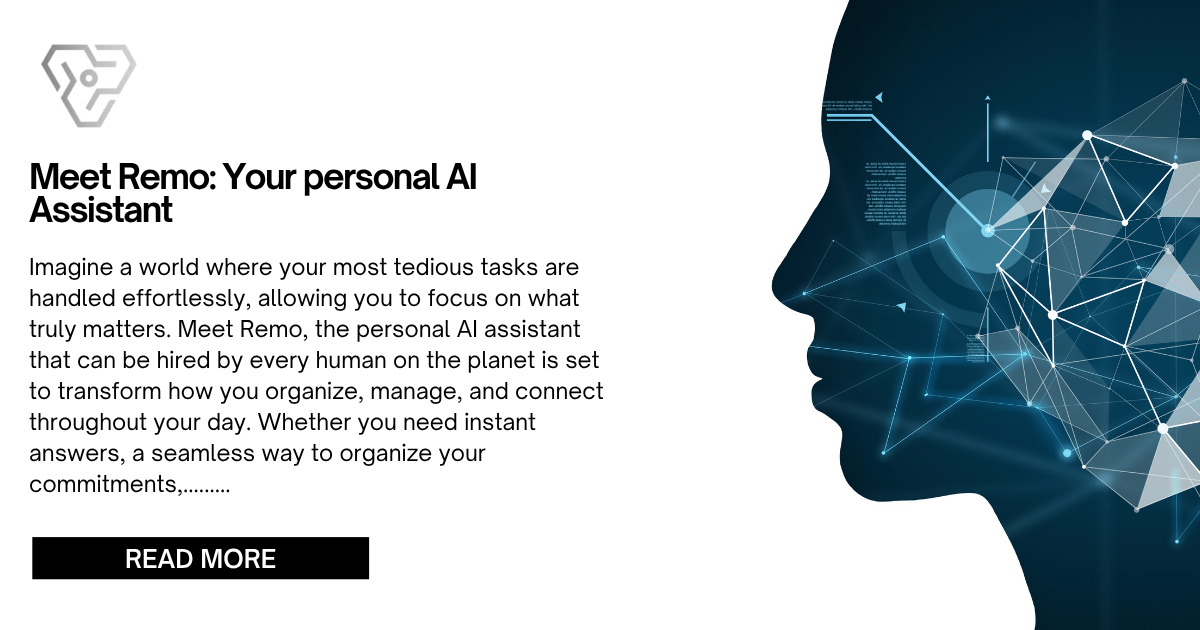 Meet Remo: Your personal AI
Assistant
Imagine a world where your most tedious tasks are
handled effortlessly, allowing you to focus on what
truly matters. Meet Remo, the personal AI assistant
that can be hired by every human on the planet is set
to transform how you organize, manage, and connect
throughout your day. Whether you need instant
answers, a seamless way to organize your
commitments,.........
READ MORE